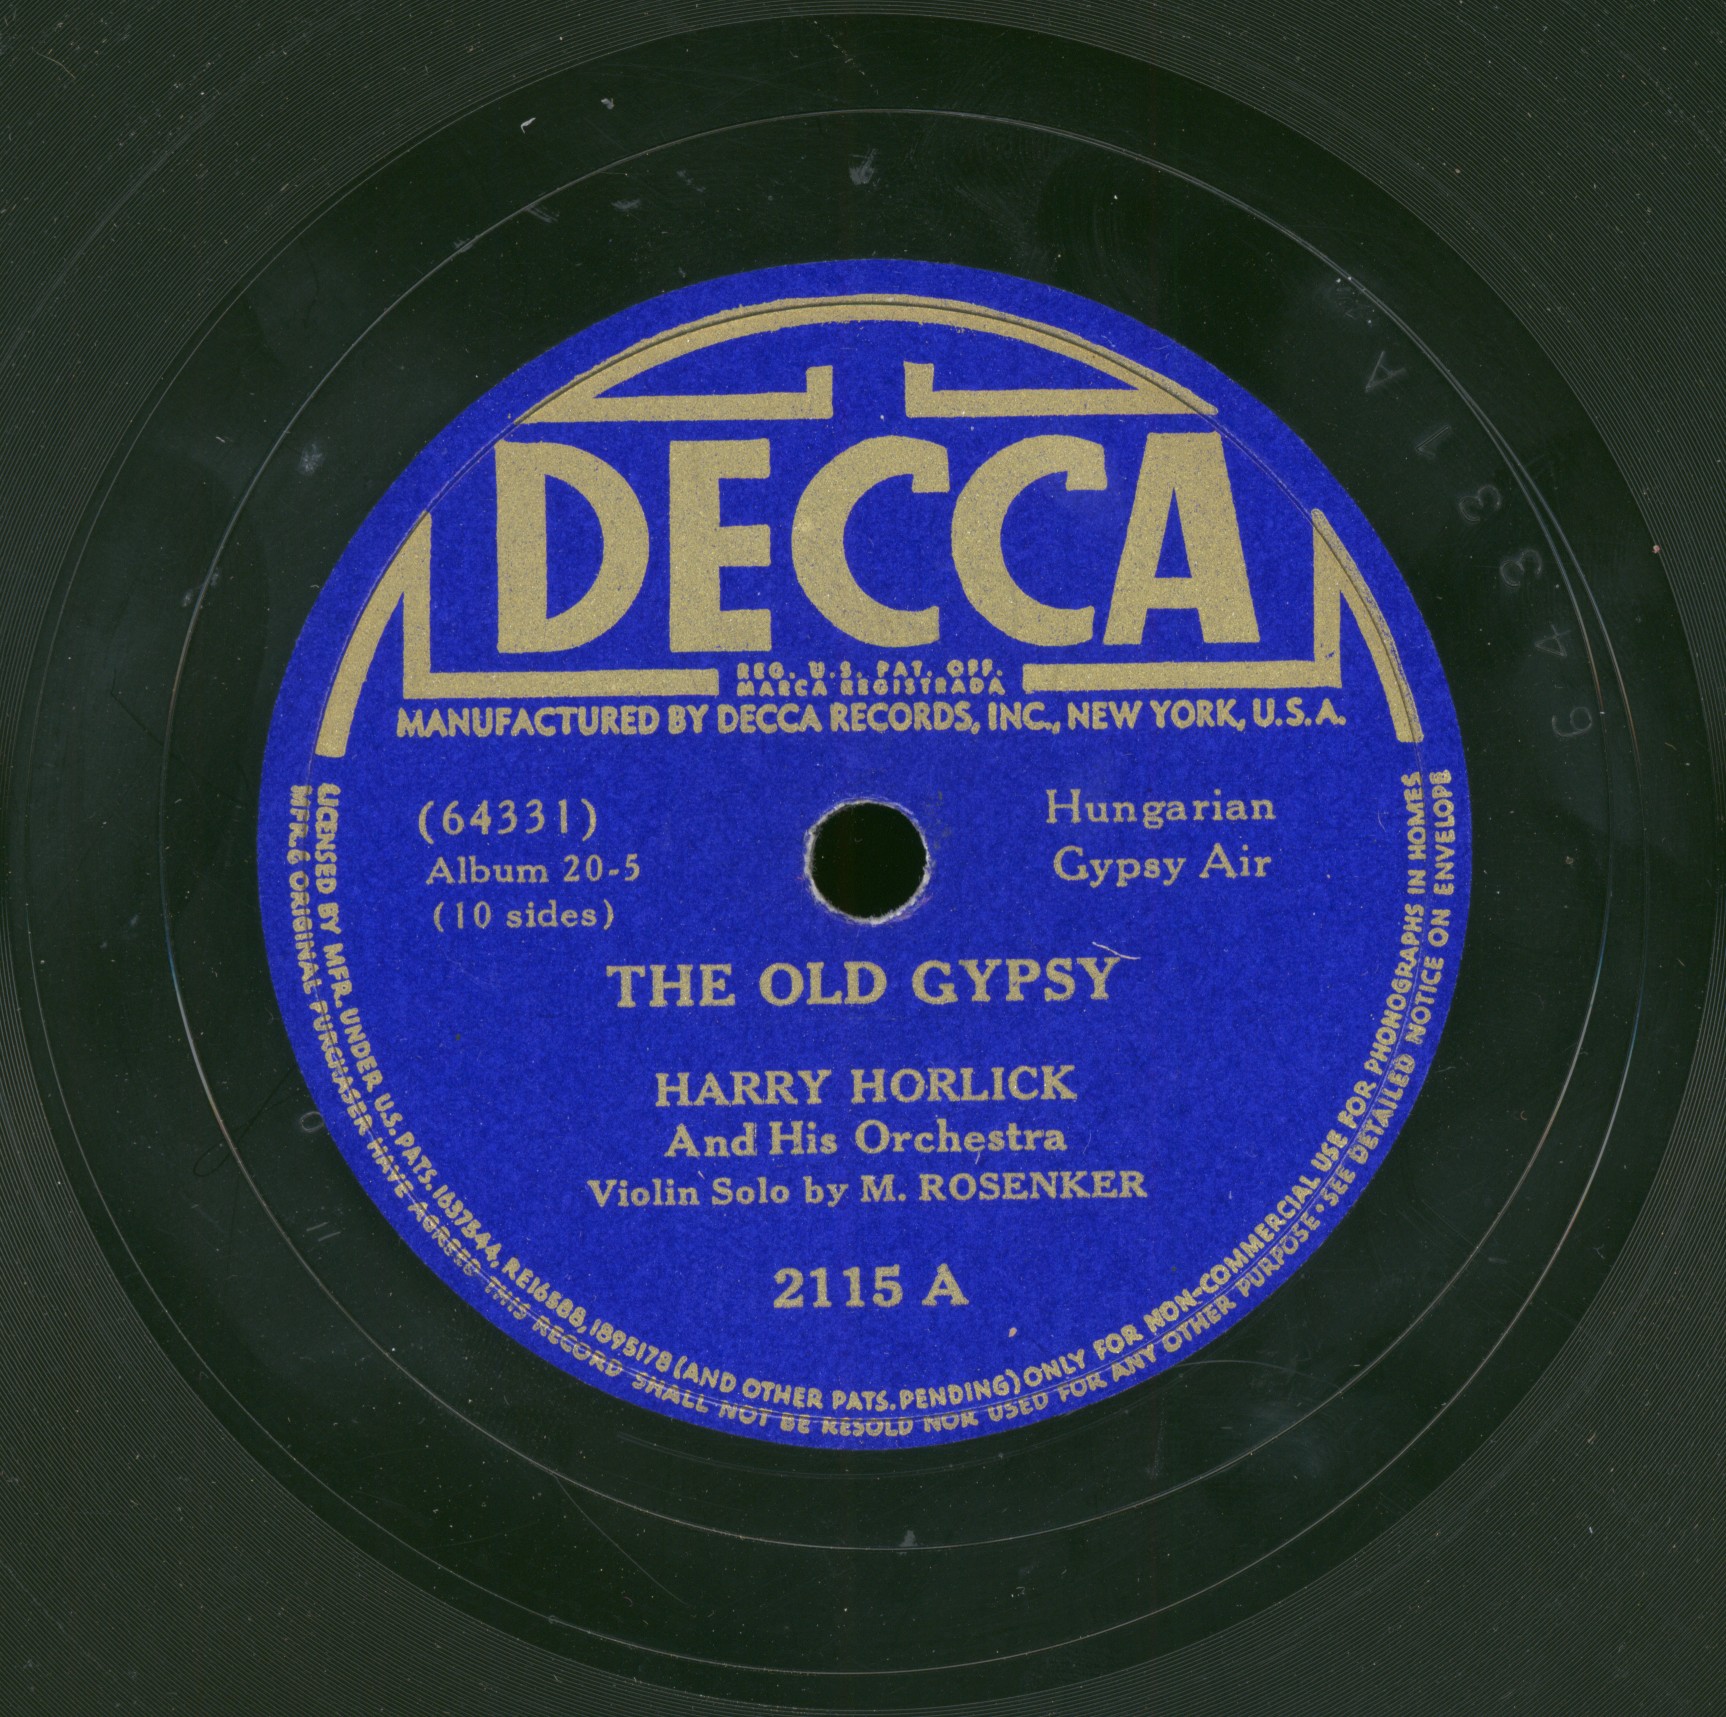 DECCA
REG. U.S. PAT. OFF.
MARCA REGISTRADA
MANUFACTURED BY DECCA RECORDS, INC., NEW YORK, U.S.A.
(64331)
Album 20-5
(10 sides)
Hungarian
Gypsy Air
THE OLD GYPSY
HARRY HORLICK
And His Orchestra
Violin Solo by M. ROSENKER
2115 A
LICENSED BY MFR. UNDER U.S. PATS. 1637544, RE16588, 1895178 (AND OTHER PATS. PENDING) ONLY FOR NON-COMMERCIAL USE FOR PHONOGRAPHS IN HOMES
MFR. & ORIGINAL PURCHASER HAVE AGREED THIS RECORD SHALL NOT BE RESOLD NOR USED FOR ANY OTHER PURPOSE • SEE DETAILED NOTICE ON ENVELOPE
64331A